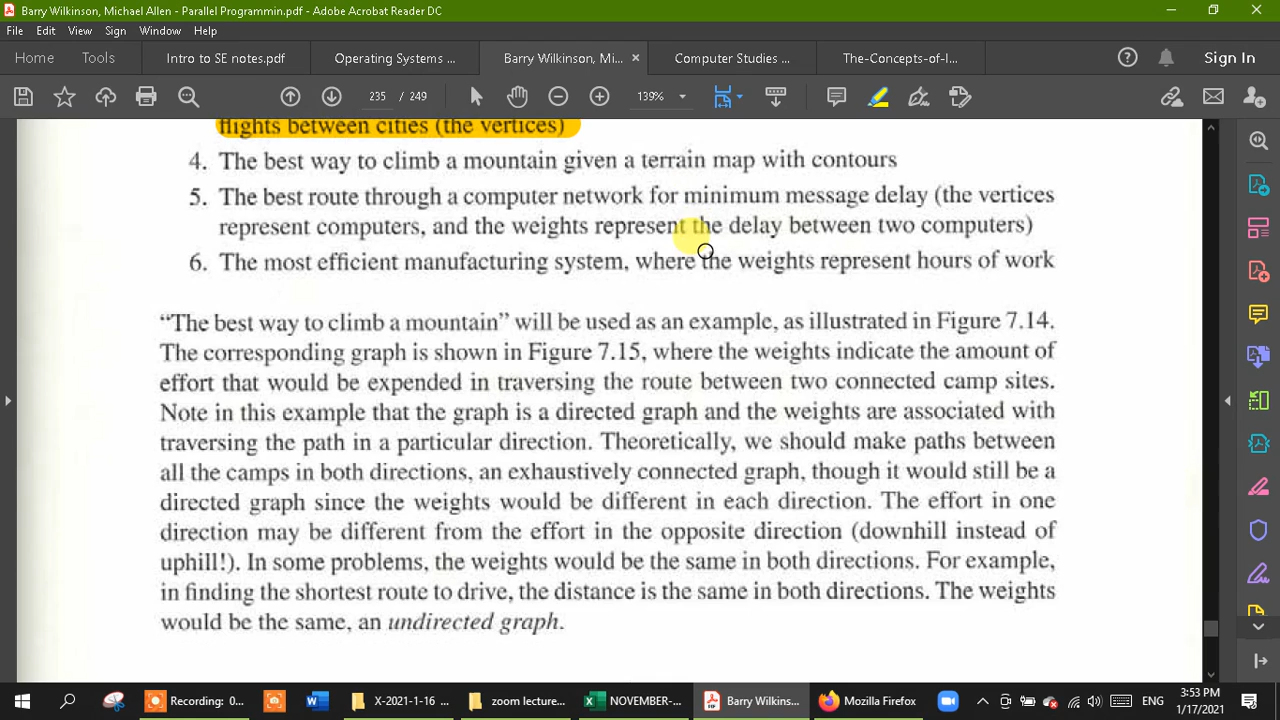 Barry Wilkinson, Michael Allen - Parallel Programmin.pdf - Adobe Acrobat Reader DC
File Edit View Sign Window Help
Home Tools Intro to SE notes.pdf Operating Systems ... Barry Wilkinson, Mi... × Computer Studies ... The-Concepts-of-I... Sign In
235 / 249 139%
flights between cities (the vertices)
4. The best way to climb a mountain given a terrain map with contours
5. The best route through a computer network for minimum message delay (the vertices
represent computers, and the weights represent the delay between two computers)
6. The most efficient manufacturing system, where the weights represent hours of work
“The best way to climb a mountain” will be used as an example, as illustrated in Figure 7.14.
The corresponding graph is shown in Figure 7.15, where the weights indicate the amount of
effort that would be expended in traversing the route between two connected camp sites.
Note in this example that the graph is a directed graph and the weights are associated with
traversing the path in a particular direction. Theoretically, we should make paths between
all the camps in both directions, an exhaustively connected graph, though it would still be a
directed graph since the weights would be different in each direction. The effort in one
direction may be different from the effort in the opposite direction (downhill instead of
uphill!). In some problems, the weights would be the same in both directions. For example,
in finding the shortest route to drive, the distance is the same in both directions. The weights
would be the same, an undirected graph.
Recording: 0... X-2021-1-16 ... zoom lecture... NOVEMBER-... Barry Wilkins... Mozilla Firefox ENG 3:53 PM
1/17/2021